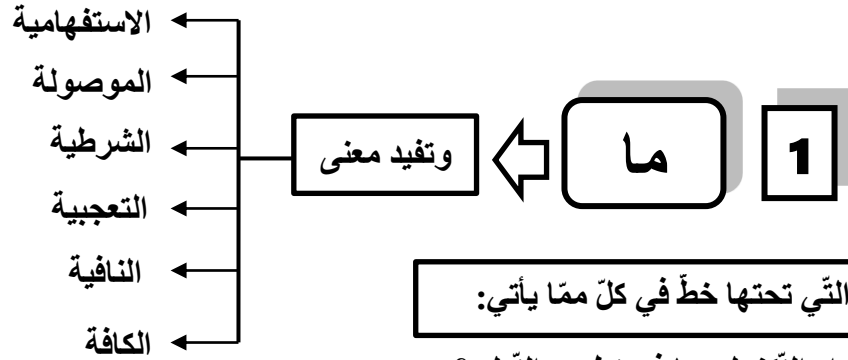 1
ما
وتفيد معنى
الاستفهامية
الموصولة
الشرطية
التعجبية
النافية
الكافة
التّي تحتها خطّ في كلّ ممّا يأتي: